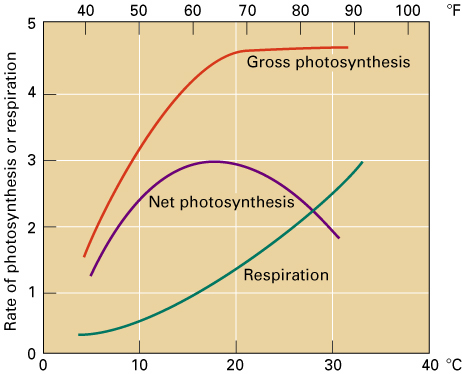 40 50 60 70 80 90 100 °F
5
Gross photosynthesis
4
3
Net photosynthesis
2
Respiration
1
0
Rate of photosynthesis or respiration
0 10 20 30 40 °C